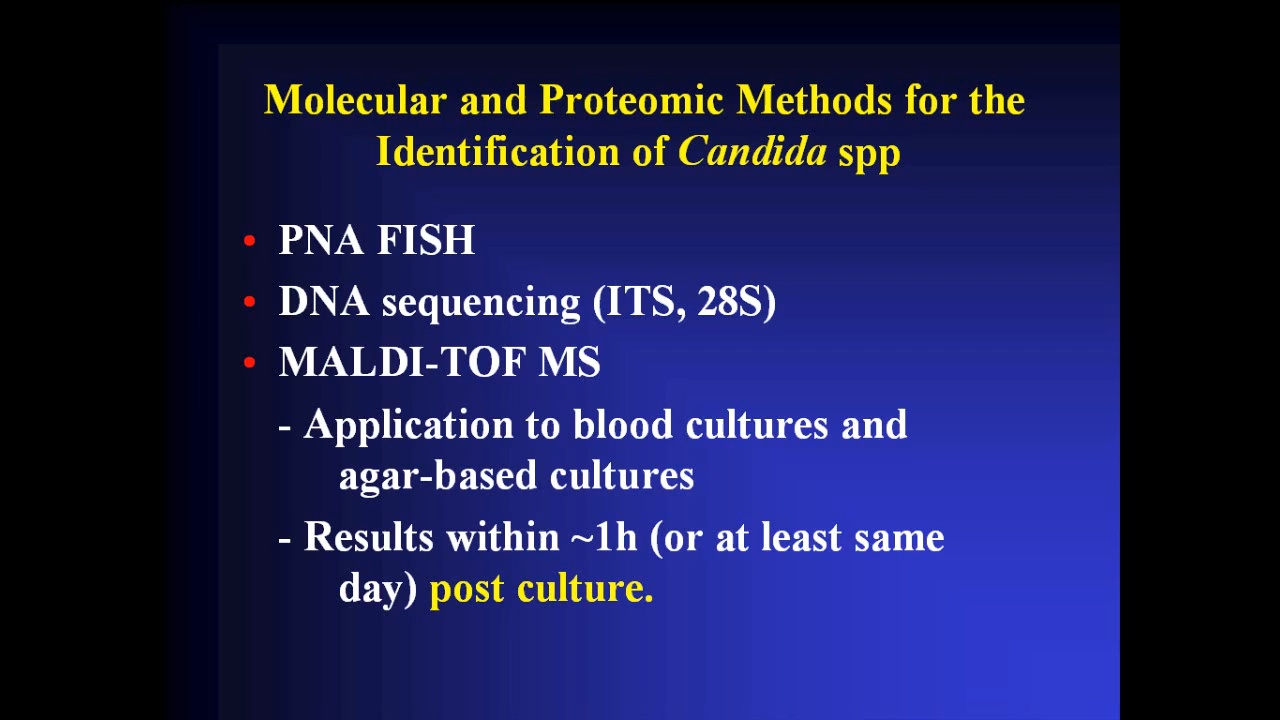 Molecular and Proteomic Methods for the
Identification of Candida spp
• PNA FISH
• DNA sequencing (ITS, 28S)
• MALDI-TOF MS
- Application to blood cultures and
agar-based cultures
- Results within ~1h (or at least same
day) post culture.